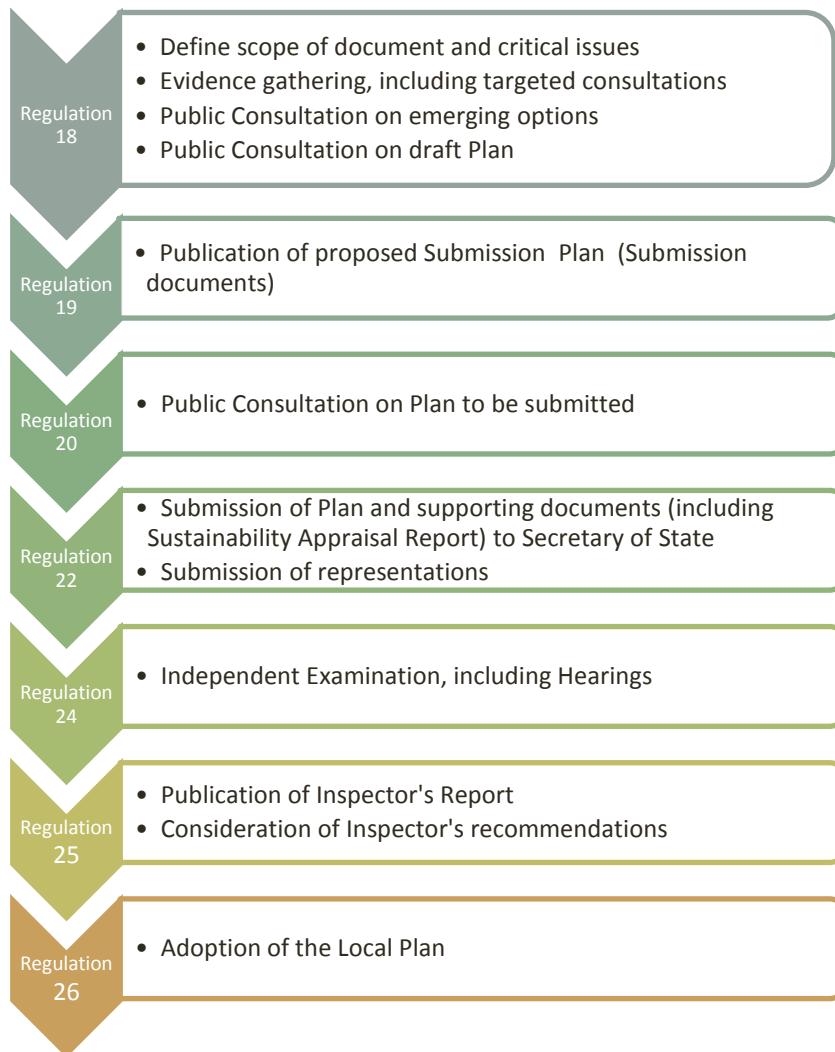 Regulation
18
• Define scope of document and critical issues
• Evidence gathering, including targeted consultations
• Public Consultation on emerging options
• Public Consultation on draft Plan
Regulation
19
• Publication of proposed Submission Plan (Submission
documents)
Regulation
20
• Public Consultation on Plan to be submitted
Regulation
22
• Submission of Plan and supporting documents (including
Sustainability Appraisal Report) to Secretary of State
• Submission of representations
Regulation
24
• Independent Examination, including Hearings
Regulation
25
• Publication of Inspector's Report
• Consideration of Inspector's recommendations
Regulation
26
• Adoption of the Local Plan